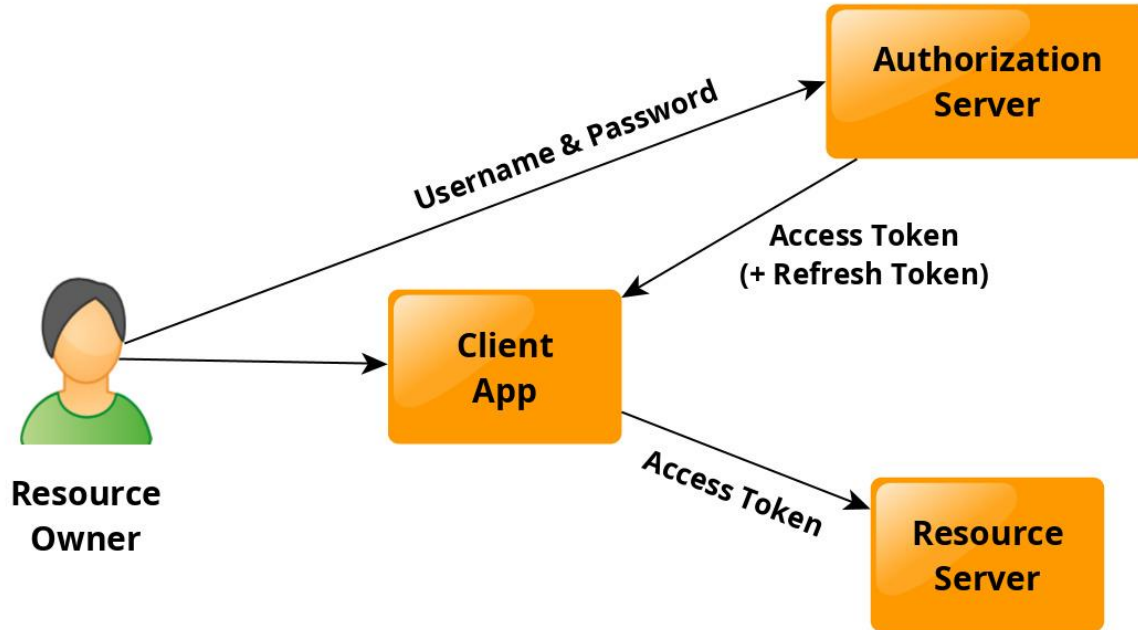 Authorization
Server
Username & Password
Access Token
(+ Refresh Token)
Client
App
Access Token
Resource
Owner
Resource
Server